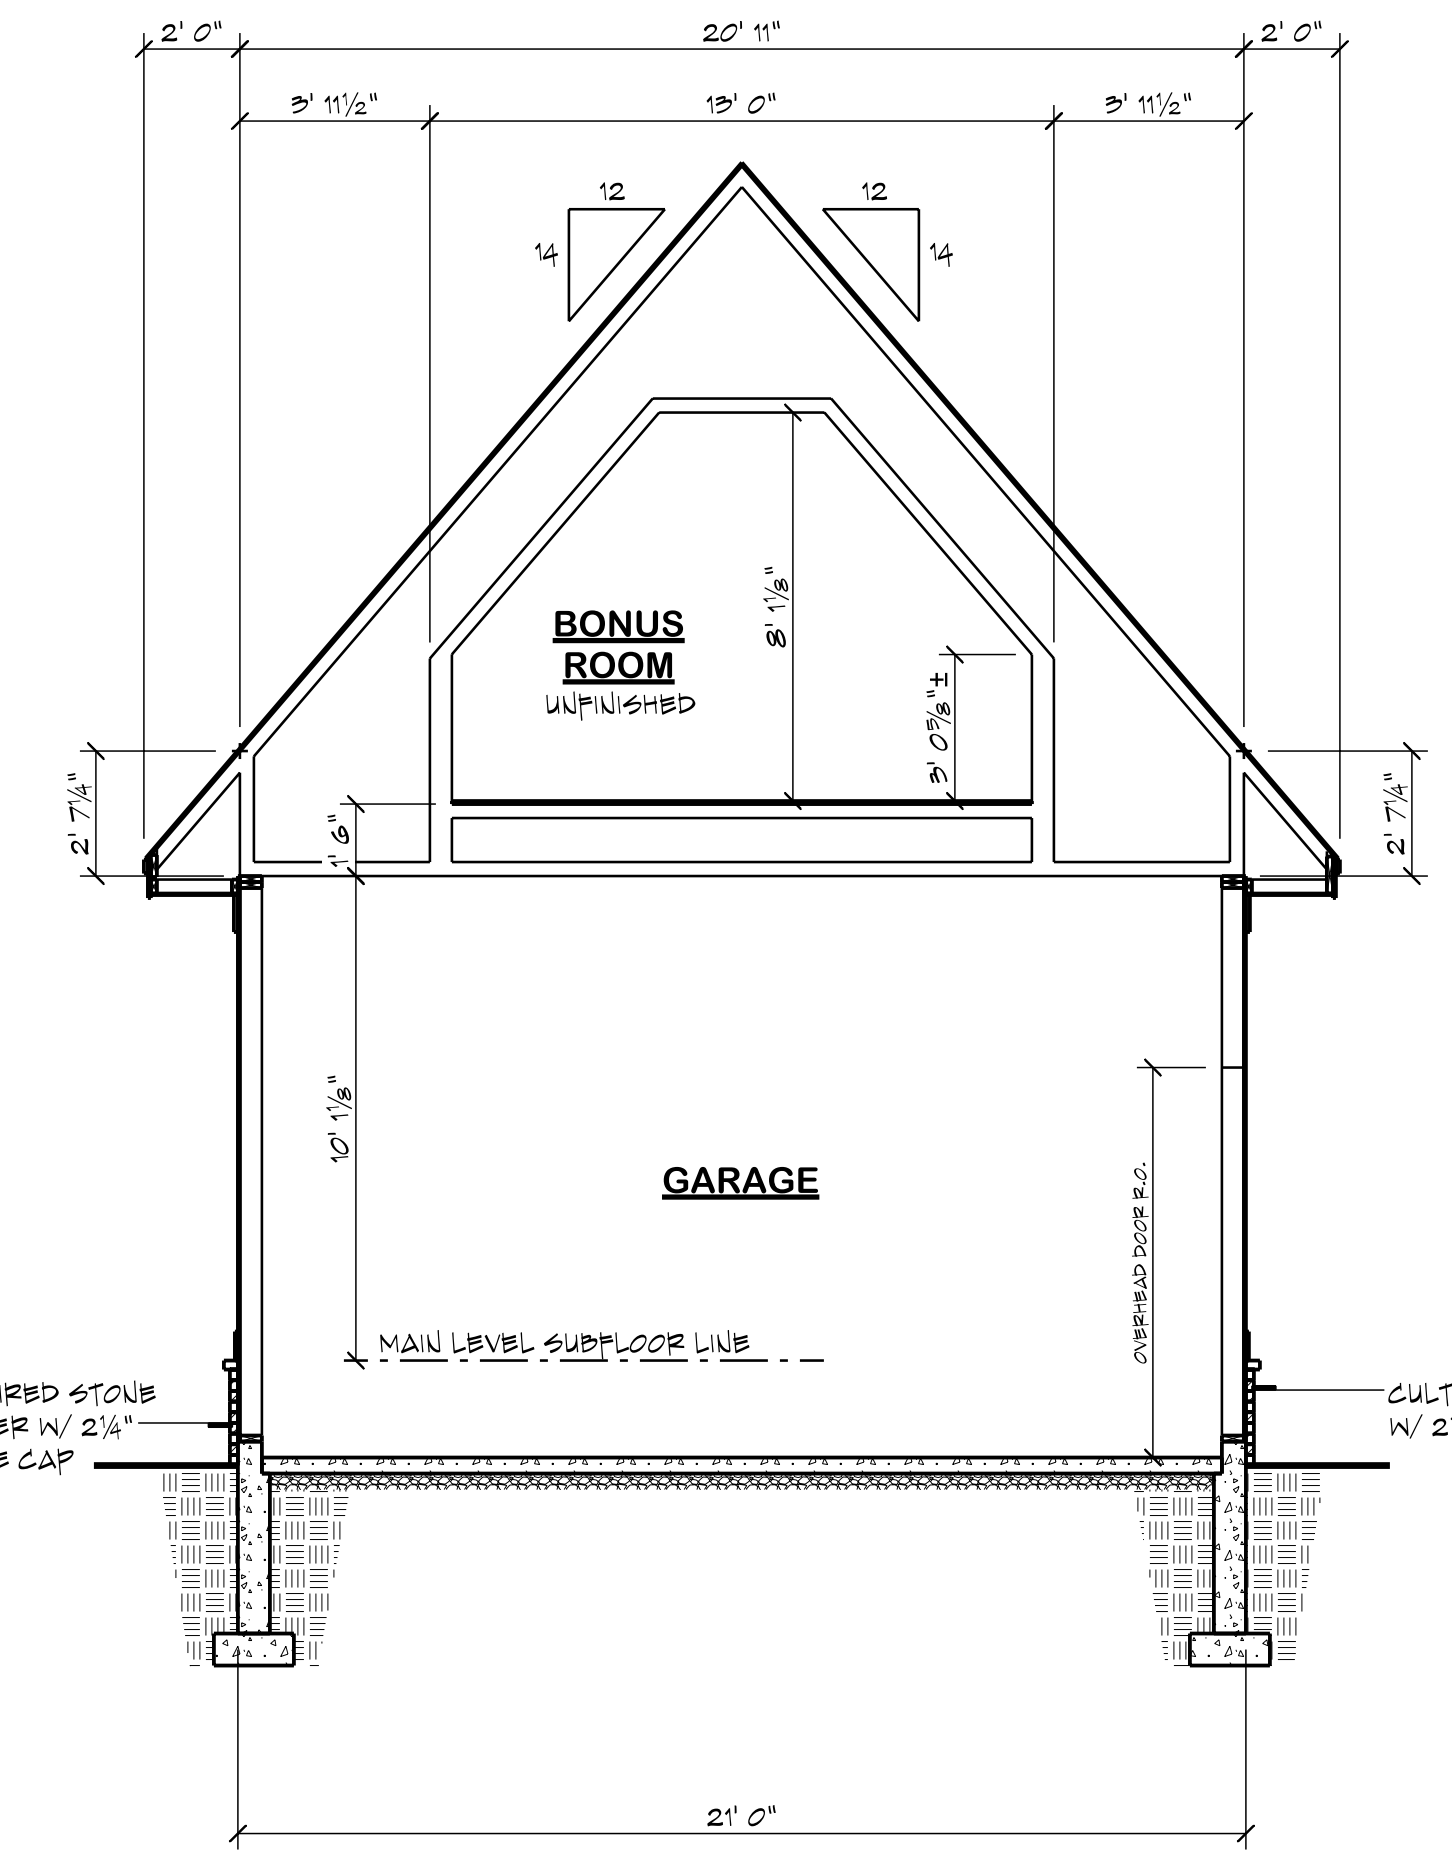 2' 0" 20' 11" 2' 0"
3' 11½" 13' 0" 3' 11½"
12 12
14 14
8' 1⅛"
BONUS
ROOM
UNFINISHED
3' 0⅝"±
2' 7¼" 2' 7¼"
1' 6"
10' 1⅛"
GARAGE
OVERHEAD DOOR R.O.
MAIN LEVEL SUBFLOOR LINE
RED STONE
ER W/ 2¼"
E CAP
CULT
W/ 2
21' 0"